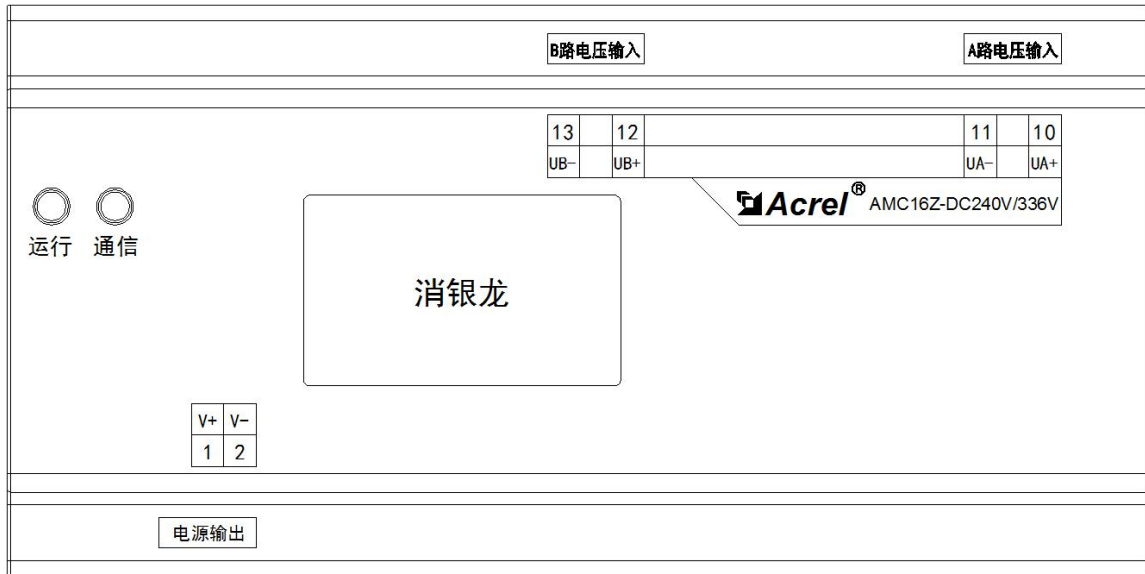 B路电压输入 A路电压输入
13 12 11 10
UB- UB+ UA- UA+
Acrel® AMC16Z-DC240V/336V
运行 通信
消银龙
V+ V-
1 2
电源输出